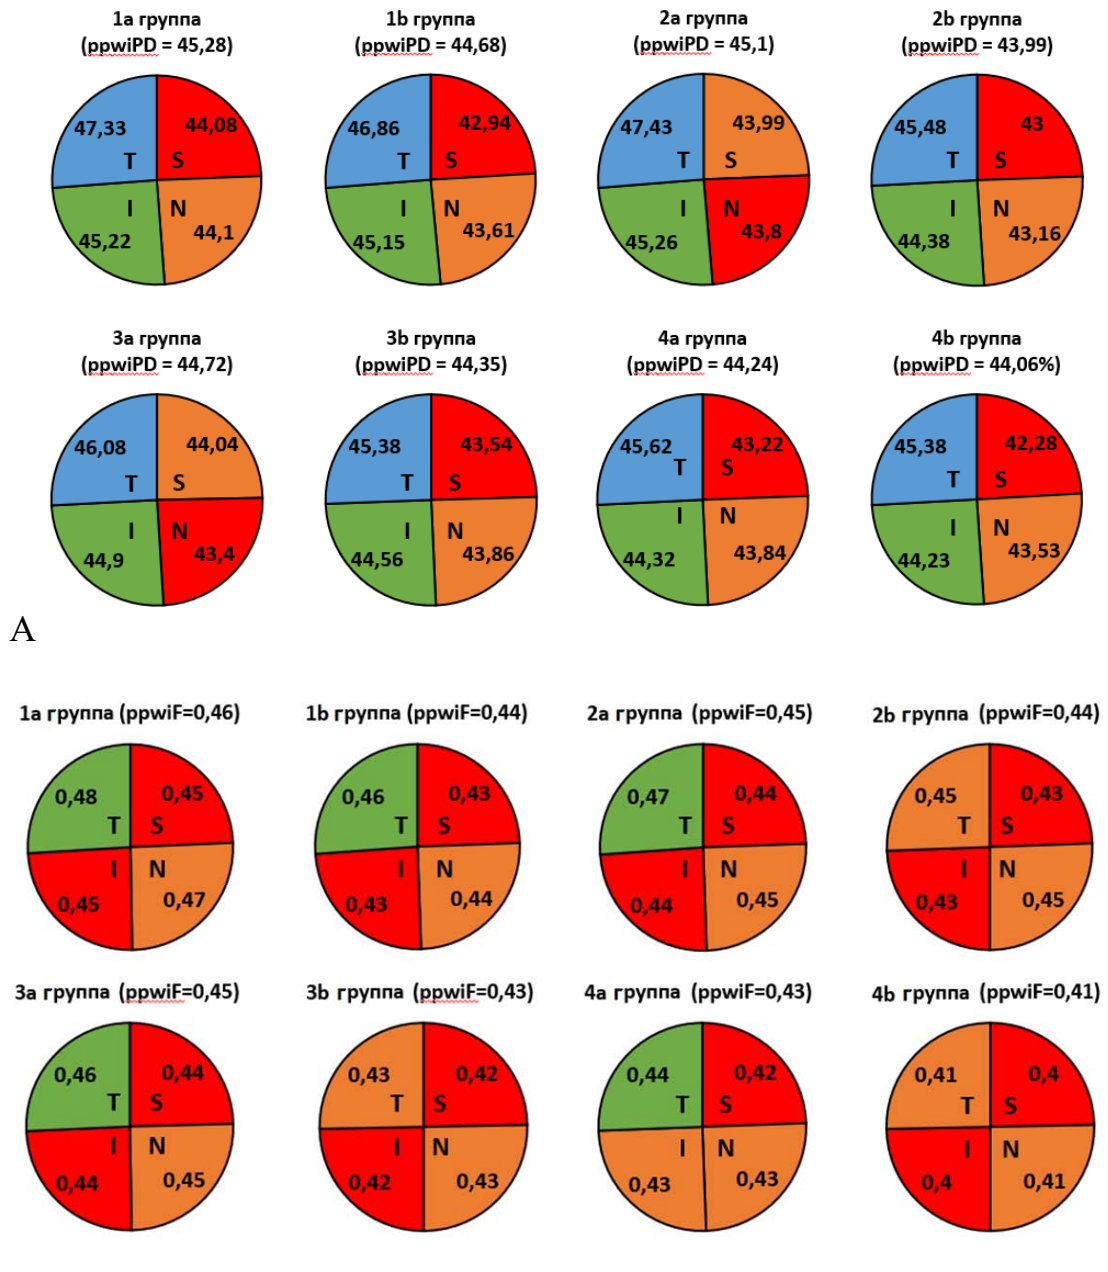 1a группа
(ppwiPD = 45,28)
1b группа
(ppwiPD = 44,68)
2a группа
(ppwiPD = 45,1)
2b группа
(ppwiPD = 43,99)
47,33
44,08
T
S
I
N
45,22
44,1
46,86
42,94
T
S
I
N
45,15
43,61
47,43
43,99
T
S
I
N
45,26
43,8
45,48
43
T
S
I
N
44,38
43,16
3a группа
(ppwiPD = 44,72)
3b группа
(ppwiPD = 44,35)
4a группа
(ppwiPD = 44,24)
4b группа
(ppwiPD = 44,06%)
46,08
44,04
T
S
I
N
44,9
43,4
45,38
43,54
T
S
I
N
44,56
43,86
45,62
43,22
T
S
I
N
44,32
43,84
45,38
42,28
T
S
I
N
44,23
43,53
A
1a группа (ppwiF=0,46)
1b группа (ppwiF=0,44)
2a группа (ppwiF=0,45)
2b группа (ppwiF=0,44)
0,48
0,45
T
S
I
N
0,45
0,47
0,46
0,43
T
S
I
N
0,43
0,44
0,47
0,44
T
S
I
N
0,44
0,45
0,45
0,43
T
S
I
N
0,43
0,45
3a группа (ppwiF=0,45)
3b группа (ppwiF=0,43)
4a группа (ppwiF=0,43)
4b группа (ppwiF=0,41)
0,46
0,44
T
S
I
N
0,44
0,45
0,43
0,42
T
S
I
N
0,42
0,43
0,44
0,42
T
S
I
N
0,43
0,43
0,41
0,4
T
S
I
N
0,4
0,41